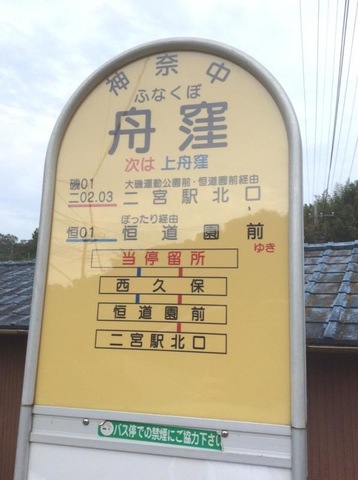 神奈中
ふなくぼ
舟窪
次は 上舟窪
磯01 大磯運動公園前・恒道園前経由
二02.03 二宮駅北口
ぽったり経由
恒01 恒道園前
ゆき
当停留所
西久保
恒道園前
二宮駅北口
バス停での禁煙にご協力下さい